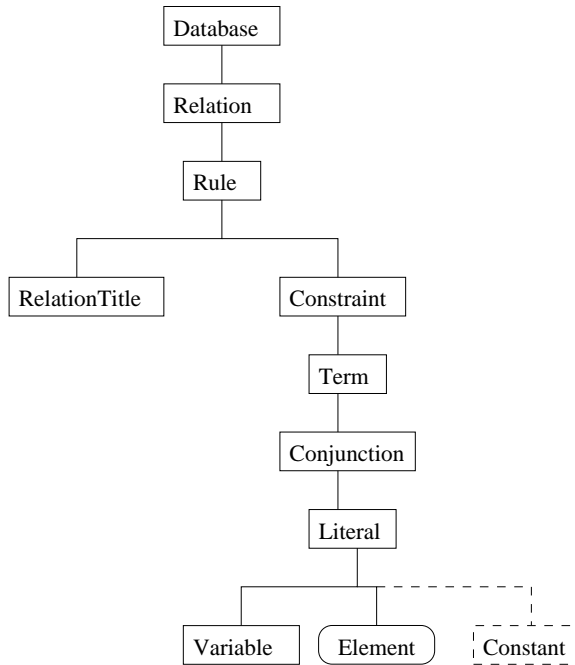 Database
Relation
Rule
RelationTitle
Constraint
Term
Conjunction
Literal
Variable
Element
Constant